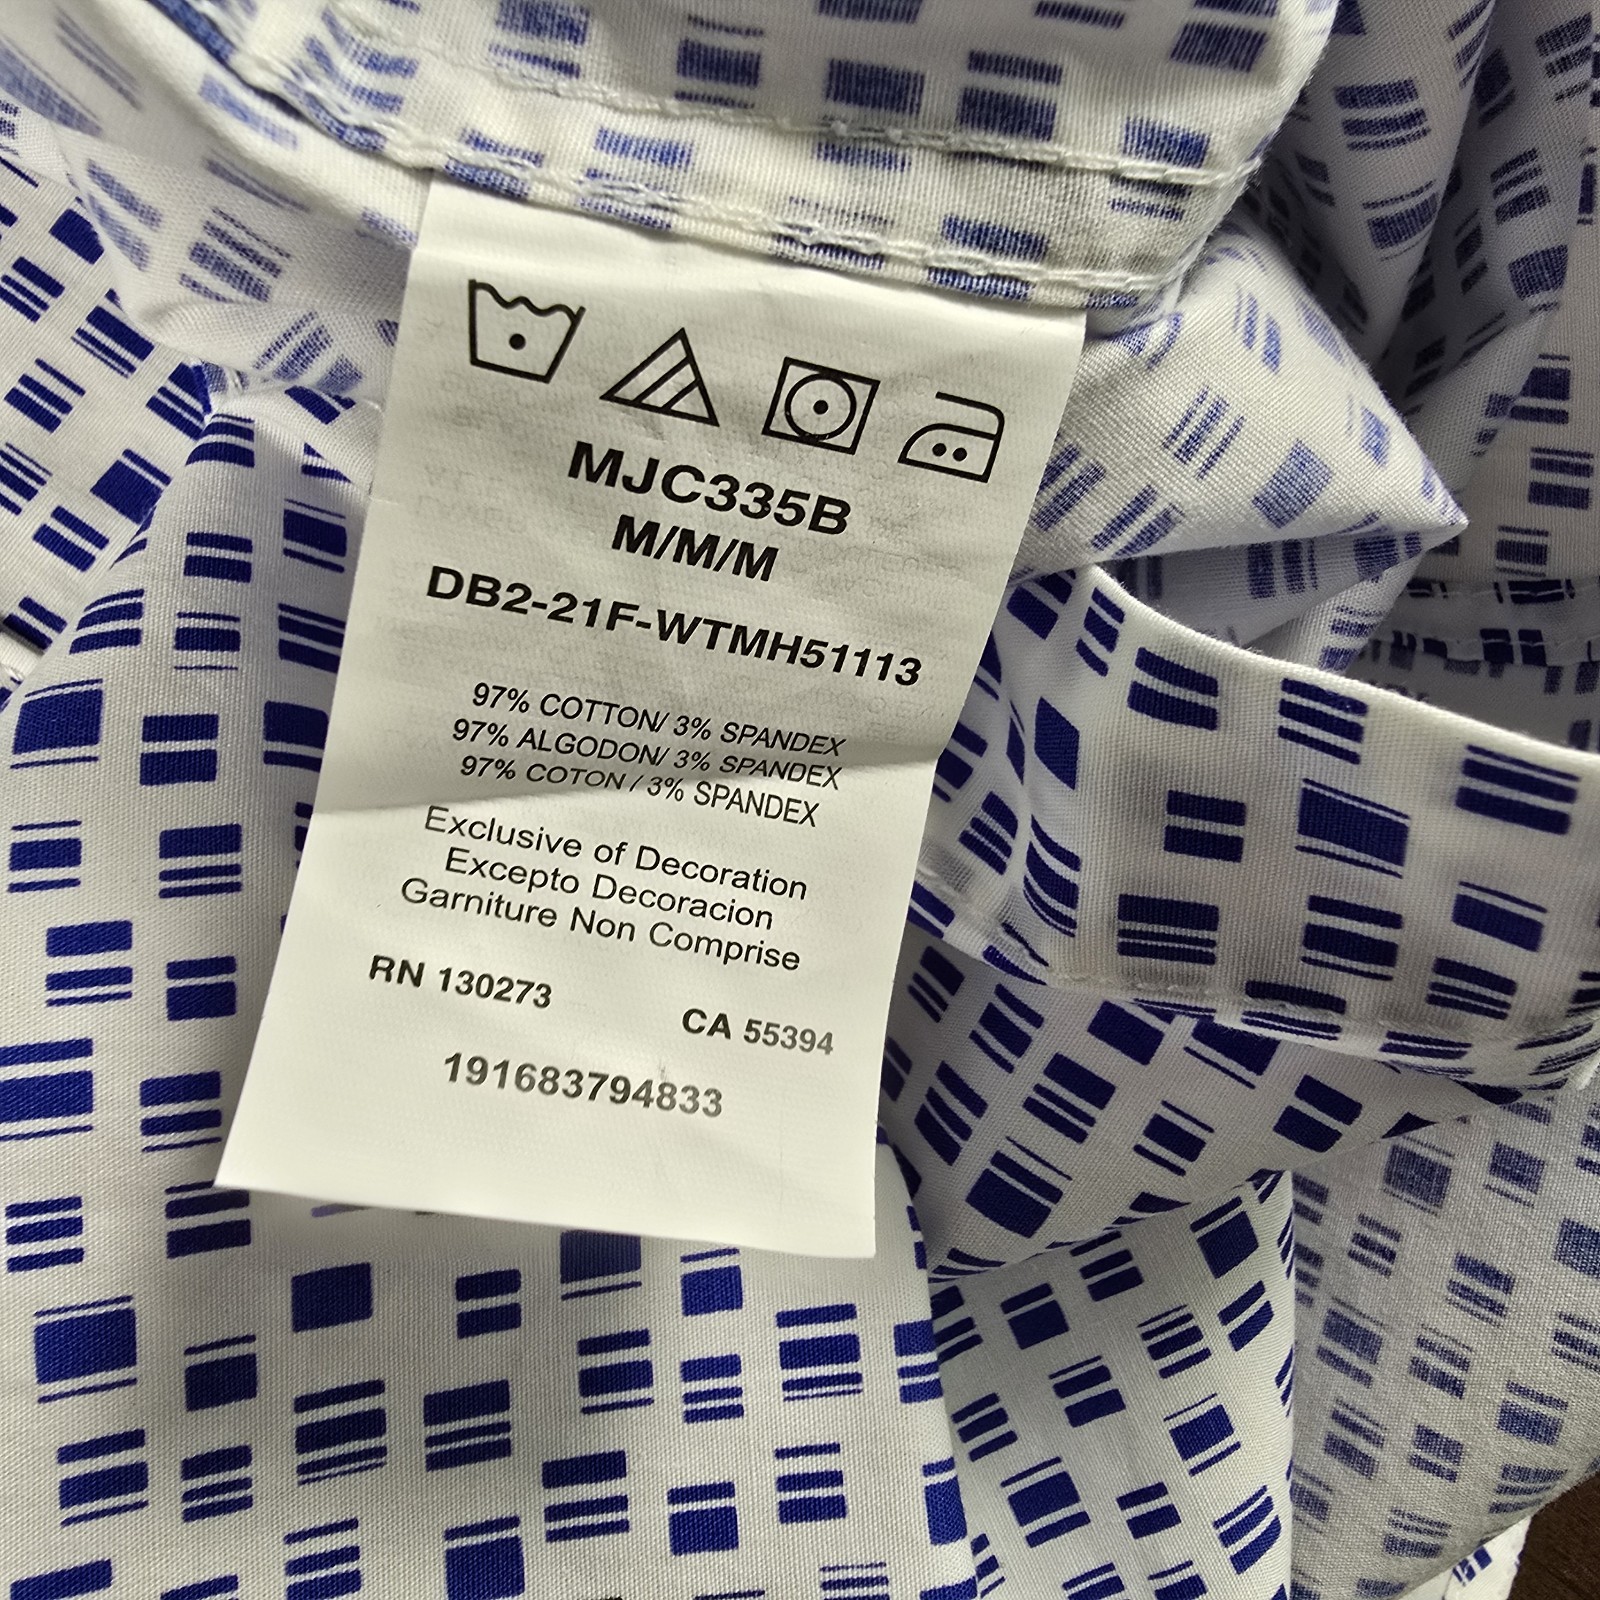 MJC335B
M/M/M
DB2-21F-WTMH51113
97% COTTON/ 3% SPANDEX
97% ALGODON/ 3% SPANDEX
97% COTON / 3% SPANDEX
Exclusive of Decoration
Excepto Decoracion
Garniture Non Comprise
RN 130273
CA 55394
191683794833